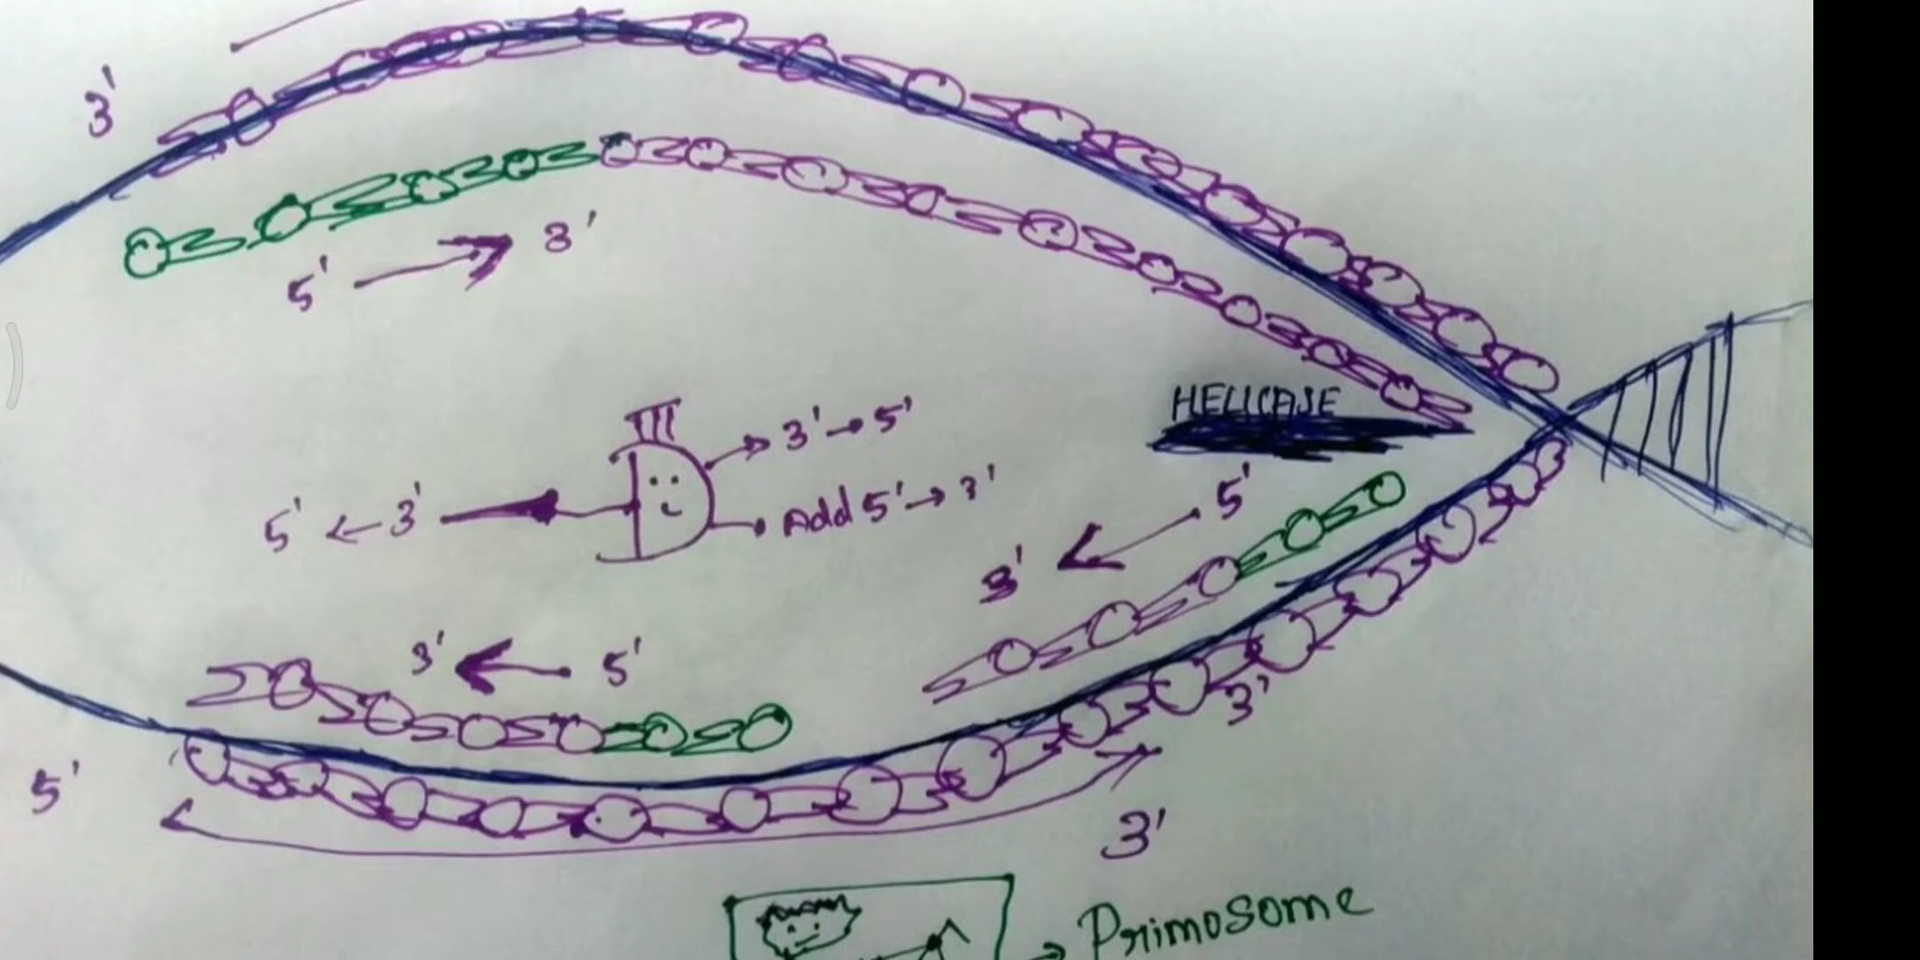 3'
5' → 3'
HELICASE
3' → 5'
5' ← 3'
Add 5' → 3'
5'
3'
3' ← 5'
3'
5'
3'
Primosome